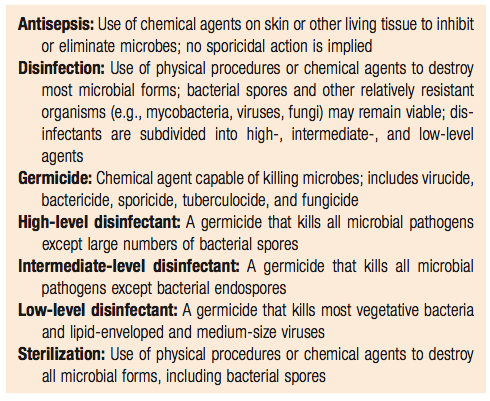 Antisepsis: Use of chemical agents on skin or other living tissue to inhibit
or eliminate microbes; no sporicidal action is implied
Disinfection: Use of physical procedures or chemical agents to destroy
most microbial forms; bacterial spores and other relatively resistant
organisms (e.g., mycobacteria, viruses, fungi) may remain viable; dis-
infectants are subdivided into high-, intermediate-, and low-level
agents
Germicide: Chemical agent capable of killing microbes; includes virucide,
bactericide, sporicide, tuberculocide, and fungicide
High-level disinfectant: A germicide that kills all microbial pathogens
except large numbers of bacterial spores
Intermediate-level disinfectant: A germicide that kills all microbial
pathogens except bacterial endospores
Low-level disinfectant: A germicide that kills most vegetative bacteria
and lipid-enveloped and medium-size viruses
Sterilization: Use of physical procedures or chemical agents to destroy
all microbial forms, including bacterial spores